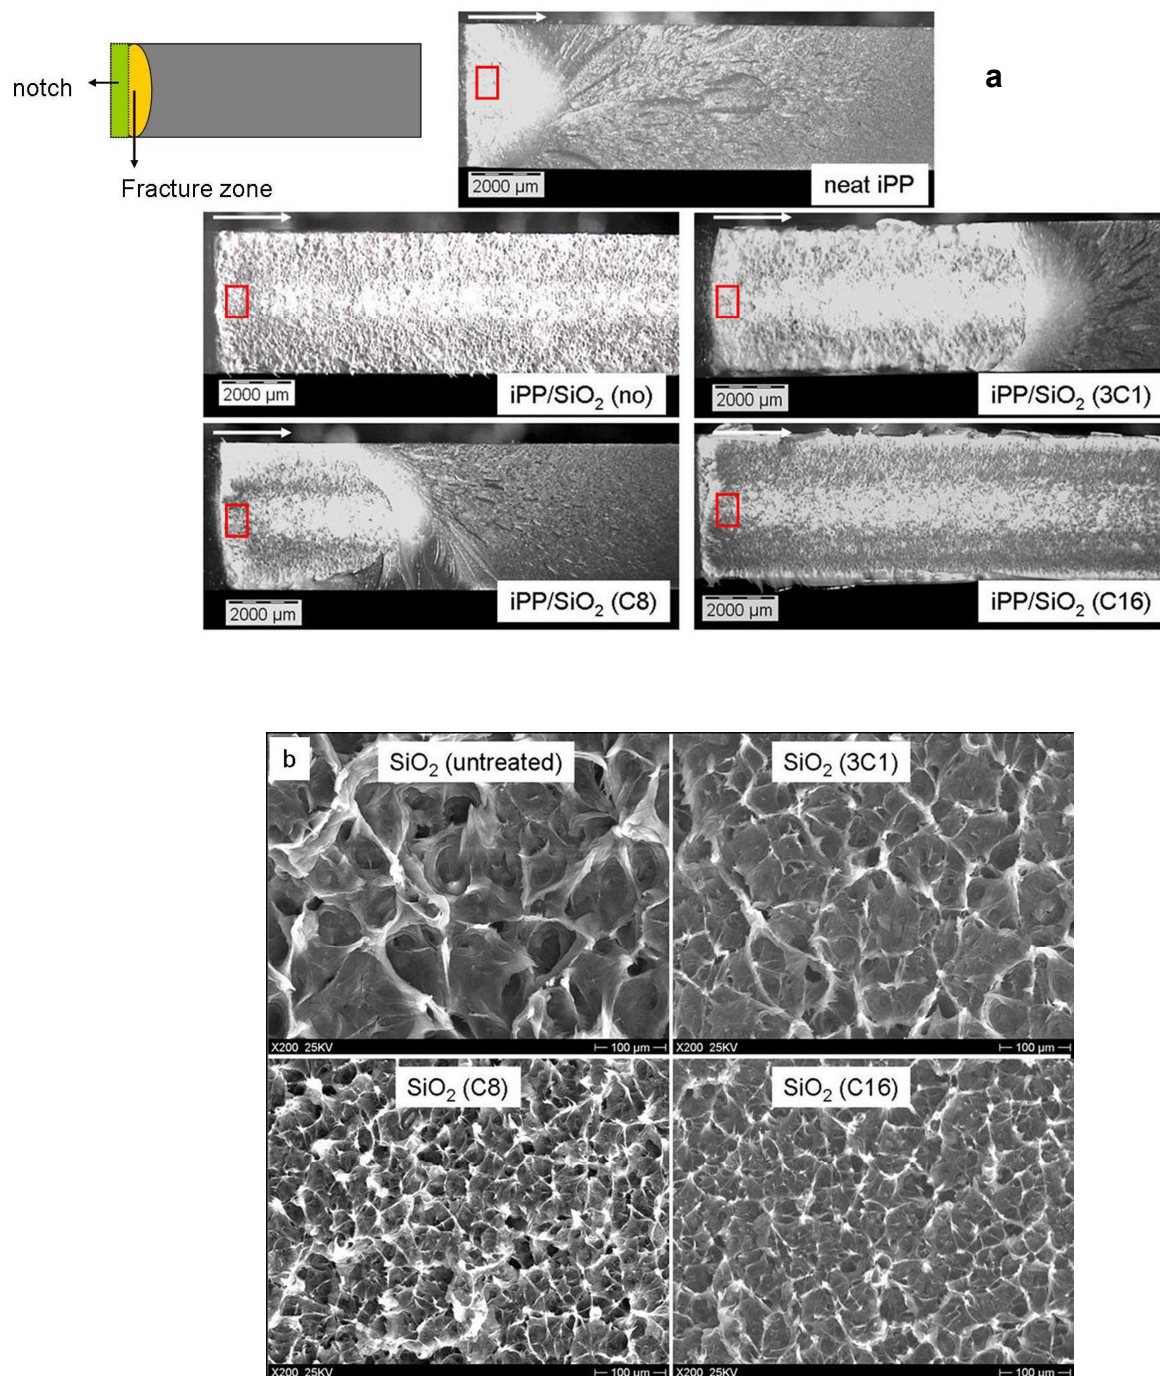 notch
Fracture zone
a
2000 µm
neat iPP
2000 µm
iPP/SiO₂ (no)
2000 µm
iPP/SiO₂ (3C1)
2000 µm
iPP/SiO₂ (C8)
2000 µm
iPP/SiO₂ (C16)
b
SiO₂ (untreated)
SiO₂ (3C1)
X200 25KV
100 µm
X200 25KV
100 µm
SiO₂ (C8)
SiO₂ (C16)
X200 25KV
100 µm
X200 25KV
100 µm